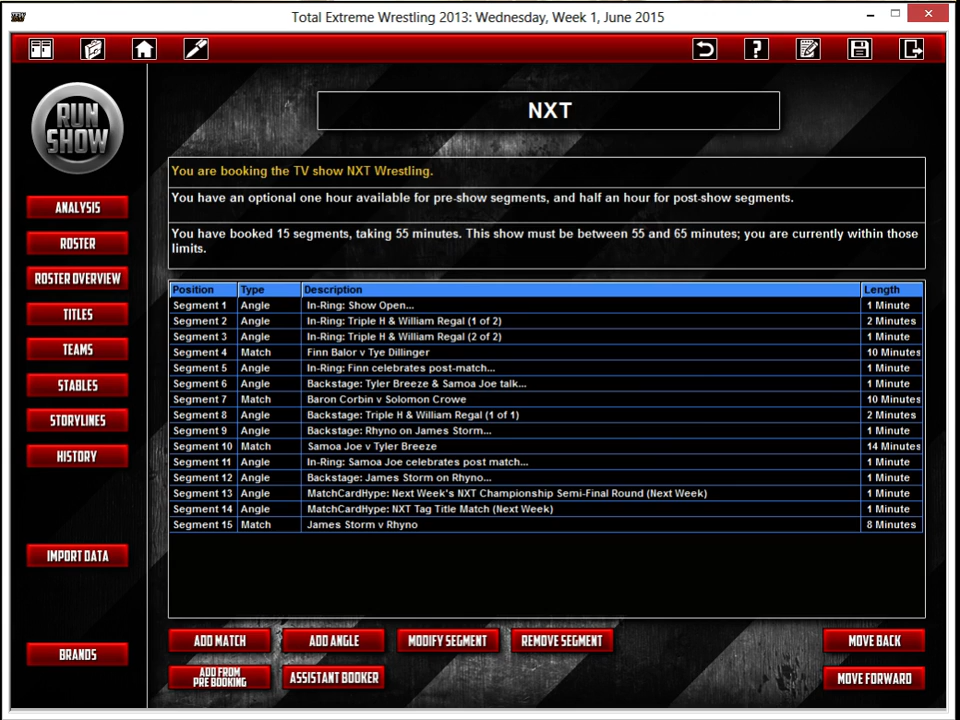 Total Extreme Wrestling 2013: Wednesday, Week 1, June 2015
RUN
SHOW
NXT
You are booking the TV show NXT Wrestling.
You have an optional one hour available for pre-show segments, and half an hour for post-show segments.
You have booked 15 segments, taking 55 minutes. This show must be between 55 and 65 minutes; you are currently within those
limits.
ANALYSIS
ROSTER
ROSTER OVERVIEW
TITLES
TEAMS
STABLES
STORYLINES
HISTORY
IMPORT DATA
BRANDS
Position Type Description Length
Segment 1 Angle In-Ring: Show Open... 1 Minute
Segment 2 Angle In-Ring: Triple H & William Regal (1 of 2) 2 Minutes
Segment 3 Angle In-Ring: Triple H & William Regal (2 of 2) 1 Minute
Segment 4 Match Finn Balor v Tye Dillinger 10 Minutes
Segment 5 Angle In-Ring: Finn celebrates post-match... 1 Minute
Segment 6 Angle Backstage: Tyler Breeze & Samoa Joe talk... 1 Minute
Segment 7 Match Baron Corbin v Solomon Crowe 10 Minutes
Segment 8 Angle Backstage: Triple H & William Regal (1 of 1) 2 Minutes
Segment 9 Angle Backstage: Rhyno on James Storm... 1 Minute
Segment 10 Match Samoa Joe v Tyler Breeze 14 Minutes
Segment 11 Angle In-Ring: Samoa Joe celebrates post match... 1 Minute
Segment 12 Angle Backstage: James Storm on Rhyno... 1 Minute
Segment 13 Angle MatchCardHype: Next Week's NXT Championship Semi-Final Round (Next Week) 1 Minute
Segment 14 Angle MatchCardHype: NXT Tag Title Match (Next Week) 1 Minute
Segment 15 Match James Storm v Rhyno 8 Minutes
ADD MATCH ADD ANGLE MODIFY SEGMENT REMOVE SEGMENT MOVE BACK
ADD FROM
PRE BOOKING
ASSISTANT BOOKER MOVE FORWARD